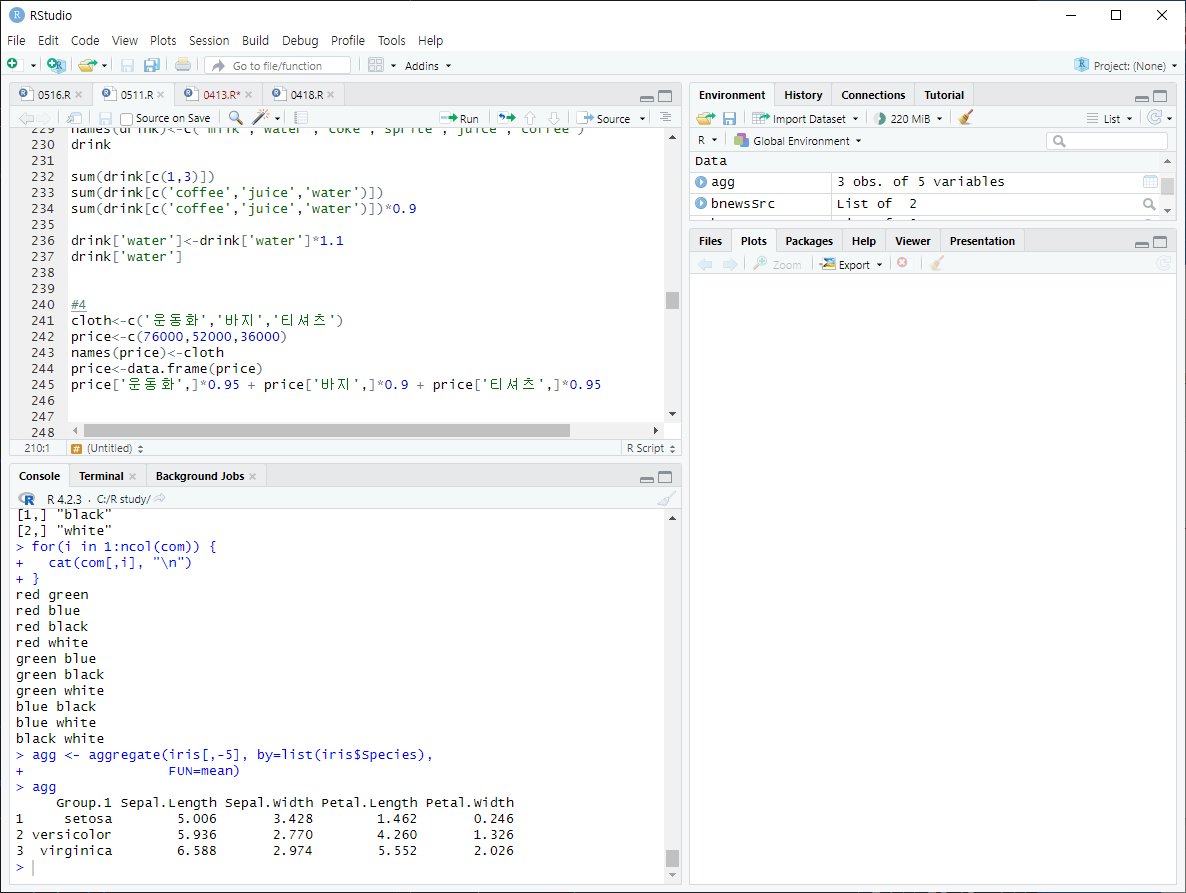 RStudio
File Edit Code View Plots Session Build Debug Profile Tools Help
Go to file/function Addins Project: (None)
0516.R 0511.R 0413.R* 0418.R
Source on Save Run Source
229 names(drink)<-c('milk','water','coke','sprite','juice','coffee')
230 drink
231
232 sum(drink[c(1,3)])
233 sum(drink[c('coffee','juice','water')])
234 sum(drink[c('coffee','juice','water')])*0.9
235
236 drink['water']<-drink['water']*1.1
237 drink['water']
238
239
240 #4
241 cloth<-c('운동화','바지','티셔츠')
242 price<-c(76000,52000,36000)
243 names(price)<-cloth
244 price<-data.frame(price)
245 price['운동화',]*0.95 + price['바지',]*0.9 + price['티셔츠',]*0.95
246
247
248
210:1 # (Untitled) R Script
Console Terminal Background Jobs
R R 4.2.3 · C:/R study/
[1,] "black"
[2,] "white"
> for(i in 1:ncol(com)) {
+   cat(com[,i], "\n")
+ }
red green
red blue
red black
red white
green blue
green black
green white
blue black
blue white
black white
> agg <- aggregate(iris[,-5], by=list(iris$Species),
+                  FUN=mean)
> agg
     Group.1 Sepal.Length Sepal.Width Petal.Length Petal.Width
1     setosa        5.006       3.428        1.462       0.246
2 versicolor        5.936       2.770        4.260       1.326
3  virginica        6.588       2.974        5.552       2.026
>
Environment History Connections Tutorial
Import Dataset 220 MiB List
R Global Environment
Data
agg 3 obs. of 5 variables
bnewsSrc List of  2
Files Plots Packages Help Viewer Presentation
Zoom Export